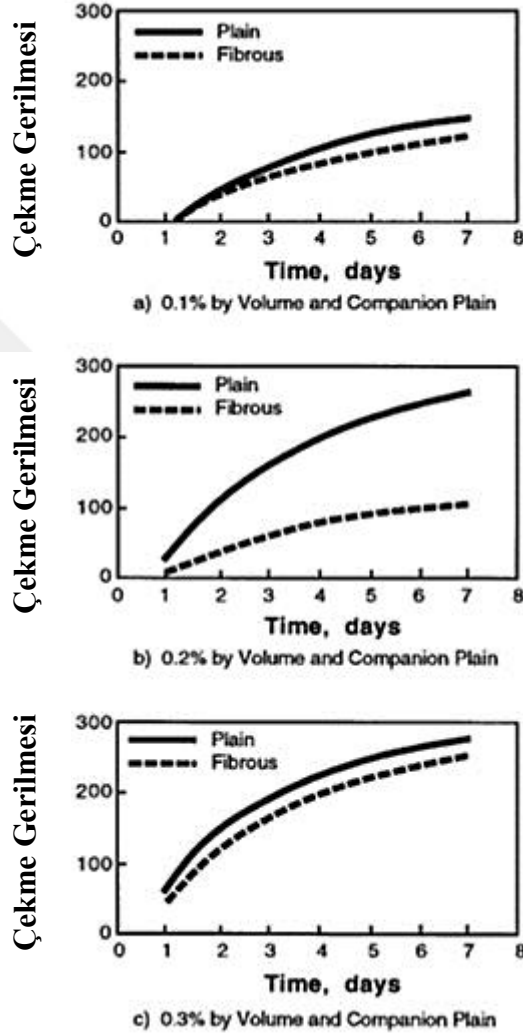 Çekme Gerilmesi
300
200
100
0
Plain
Fibrous
0 1 2 3 4 5 6 7 8
Time, days
a) 0.1% by Volume and Companion Plain
Çekme Gerilmesi
300
200
100
0
Plain
Fibrous
0 1 2 3 4 5 6 7 8
Time, days
b) 0.2% by Volume and Companion Plain
Çekme Gerilmesi
300
200
100
0
Plain
Fibrous
0 1 2 3 4 5 6 7 8
Time, days
c) 0.3% by Volume and Companion Plain